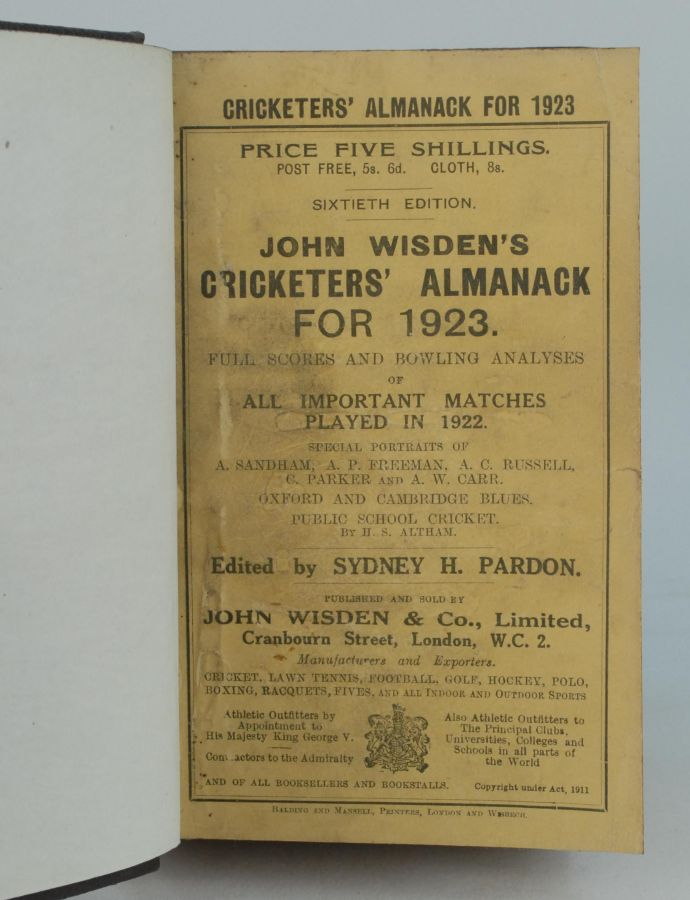 CRICKETERS' ALMANACK FOR 1923
PRICE FIVE SHILLINGS.
POST FREE, 5s. 6d. CLOTH, 8s.
SIXTIETH EDITION.
JOHN WISDEN'S
CRICKETERS' ALMANACK
FOR 1923.
FULL SCORES AND BOWLING ANALYSES
OF
ALL IMPORTANT MATCHES
PLAYED IN 1922.
SPECIAL PORTRAITS OF
A. SANDHAM, A. P. FREEMAN, A. C. RUSSELL,
C. PARKER AND A. W. CARR.
OXFORD AND CAMBRIDGE BLUES.
PUBLIC SCHOOL CRICKET.
BY H. S. ALTHAM.
Edited by SYDNEY H. PARDON.
PUBLISHED AND SOLD BY
JOHN WISDEN & Co., Limited,
Cranbourn Street, London, W.C. 2.
Manufacturers and Exporters.
CRICKET, LAWN TENNIS, FOOTBALL, GOLF, HOCKEY, POLO,
BOXING, RACQUETS, FIVES, AND ALL INDOOR AND OUTDOOR SPORTS
Athletic Outfitters by
Appointment to
His Majesty King George V.
Contractors to the Admiralty
Also Athletic Outfitters to
The Principal Clubs,
Universities, Colleges and
Schools in all parts of
the World
AND OF ALL BOOKSELLERS AND BOOKSTALLS.
Copyright under Act, 1911
BALDING AND MANSELL, PRINTERS, LONDON AND WISBECH.